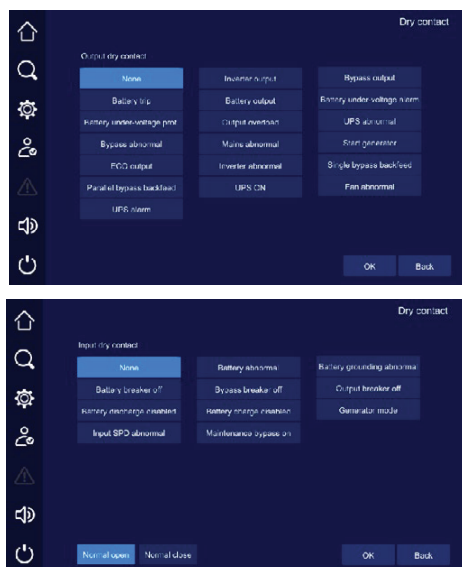 Dry contact
Output dry contact
None
Inverter output
Bypass output
Battery trip
Battery output
Battery under voltage alarm
Battery under-voltage prot
Output overload
UPS abnormal
Bypass abnormal
Mains abnormal
Start generator
ECO output
Inverter abnormal
Single bypass backfeed
Parallel bypass backfeed
UPS ON
Fan abnormal
UPS alarm
OK
Back
Dry contact
Input dry contact
None
Battery abnormal
Battery grounding abnormal
Battery breaker off
Bypass breaker off
Output breaker off
Battery discharge disabled
Battery charge disabled
Generator mode
Input SPD abnormal
Maintenance bypass on
Normal open
Normal close
OK
Back